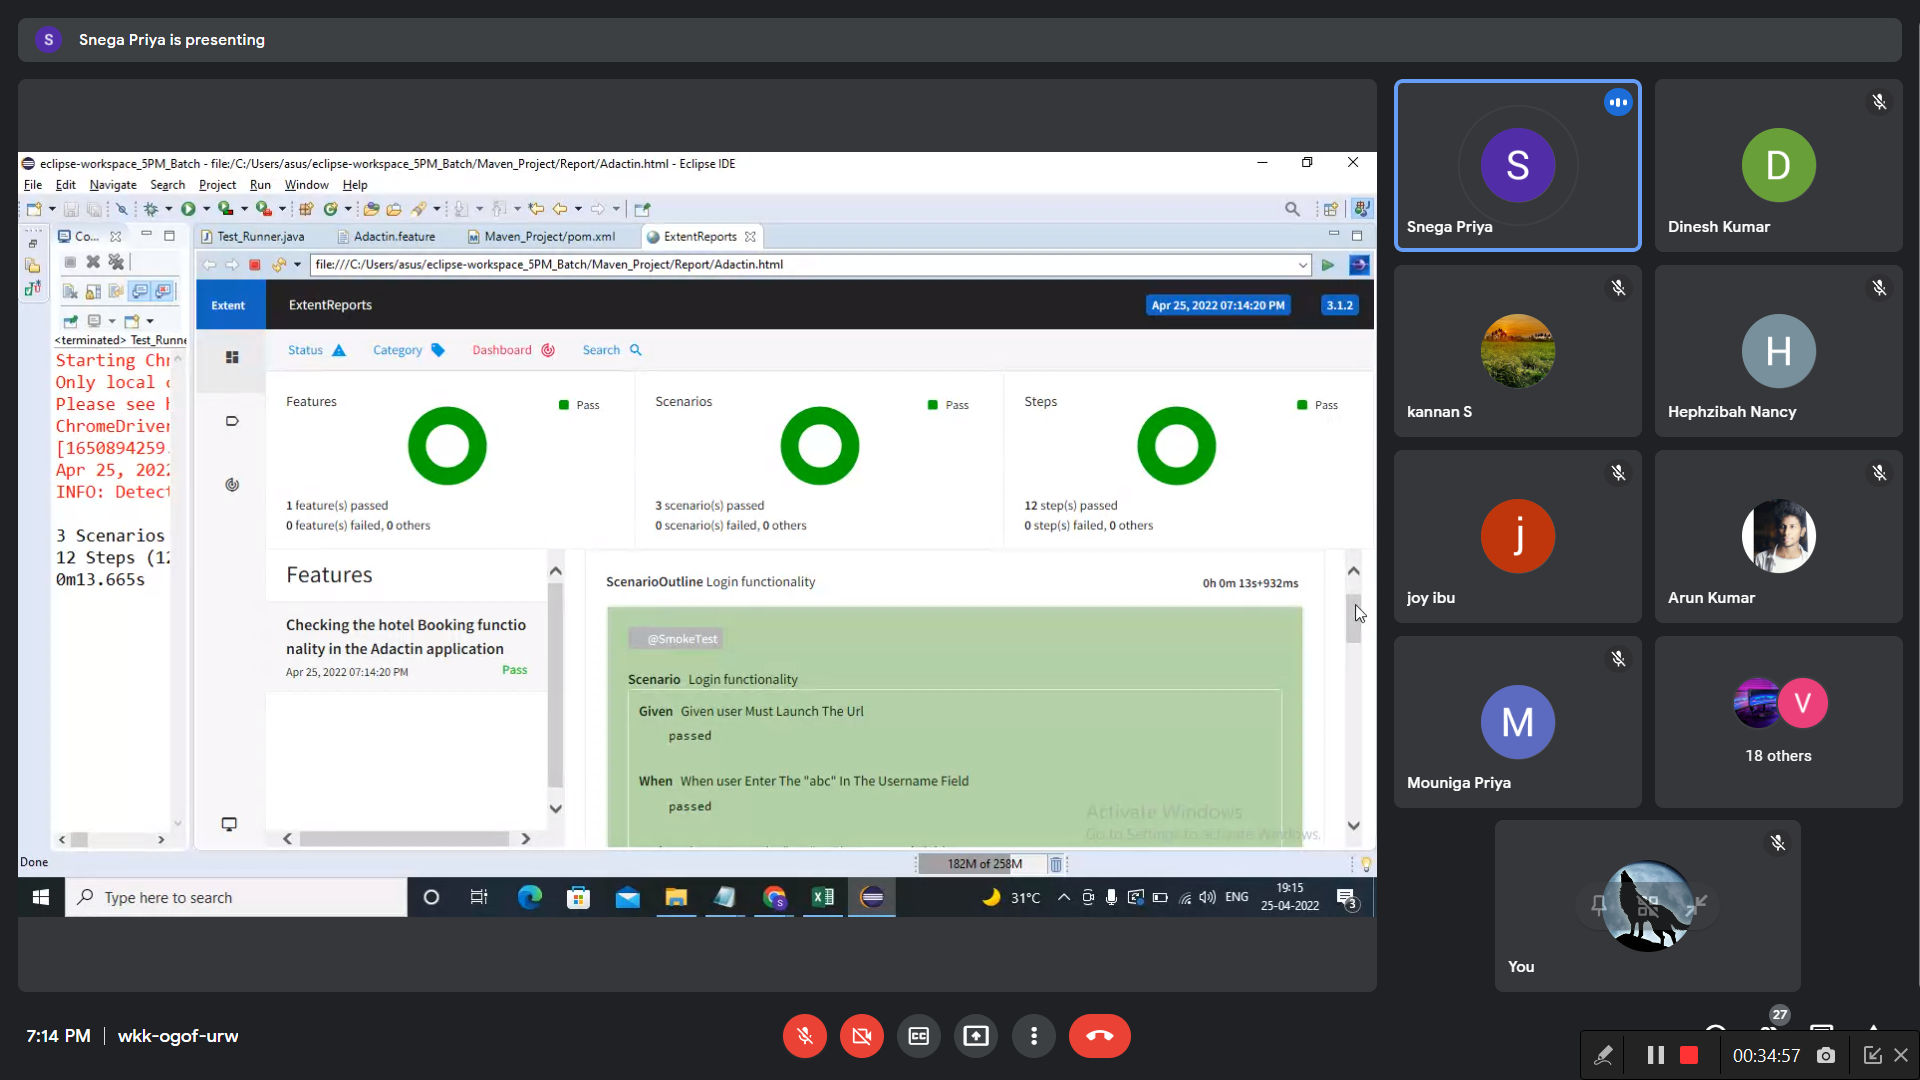 S Snega Priya is presenting
eclipse-workspace_5PM_Batch - file:/C:/Users/asus/eclipse-workspace_5PM_Batch/Maven_Project/Report/Adactin.html - Eclipse IDE
File Edit Navigate Search Project Run Window Help
Co...
Test_Runner.java Adactin.feature Maven_Project/pom.xml ExtentReports
file:///C:/Users/asus/eclipse-workspace_5PM_Batch/Maven_Project/Report/Adactin.html
Extent ExtentReports Apr 25, 2022 07:14:20 PM 3.1.2
<terminated> Test_Runne
Starting Chr
Only local
Please see
ChromeDriver
[1650894259.
Apr 25, 2022
INFO: Detect
3 Scenarios
12 Steps (12
0m13.665s
Status Category Dashboard Search
Features Pass
1 feature(s) passed
0 feature(s) failed, 0 others
Scenarios Pass
3 scenario(s) passed
0 scenario(s) failed, 0 others
Steps Pass
12 step(s) passed
0 step(s) failed, 0 others
Features
Checking the hotel Booking functio
nality in the Adactin application
Apr 25, 2022 07:14:20 PM Pass
ScenarioOutline Login functionality 0h 0m 13s+932ms
@SmokeTest
Scenario Login functionality
Given Given user Must Launch The Url
passed
When When user Enter The "abc" In The Username Field
passed
Activate Windows
Go to Settings to activate Windows.
Done
182M of 258M
Type here to search
31°C ENG
19:15
25-04-2022
3
S
Snega Priya
D
Dinesh Kumar
kannan S
H
Hephzibah Nancy
j
joy ibu
Arun Kumar
M
Mouniga Priya
V
18 others
You
7:14 PM wkk-ogof-urw
27
00:34:57